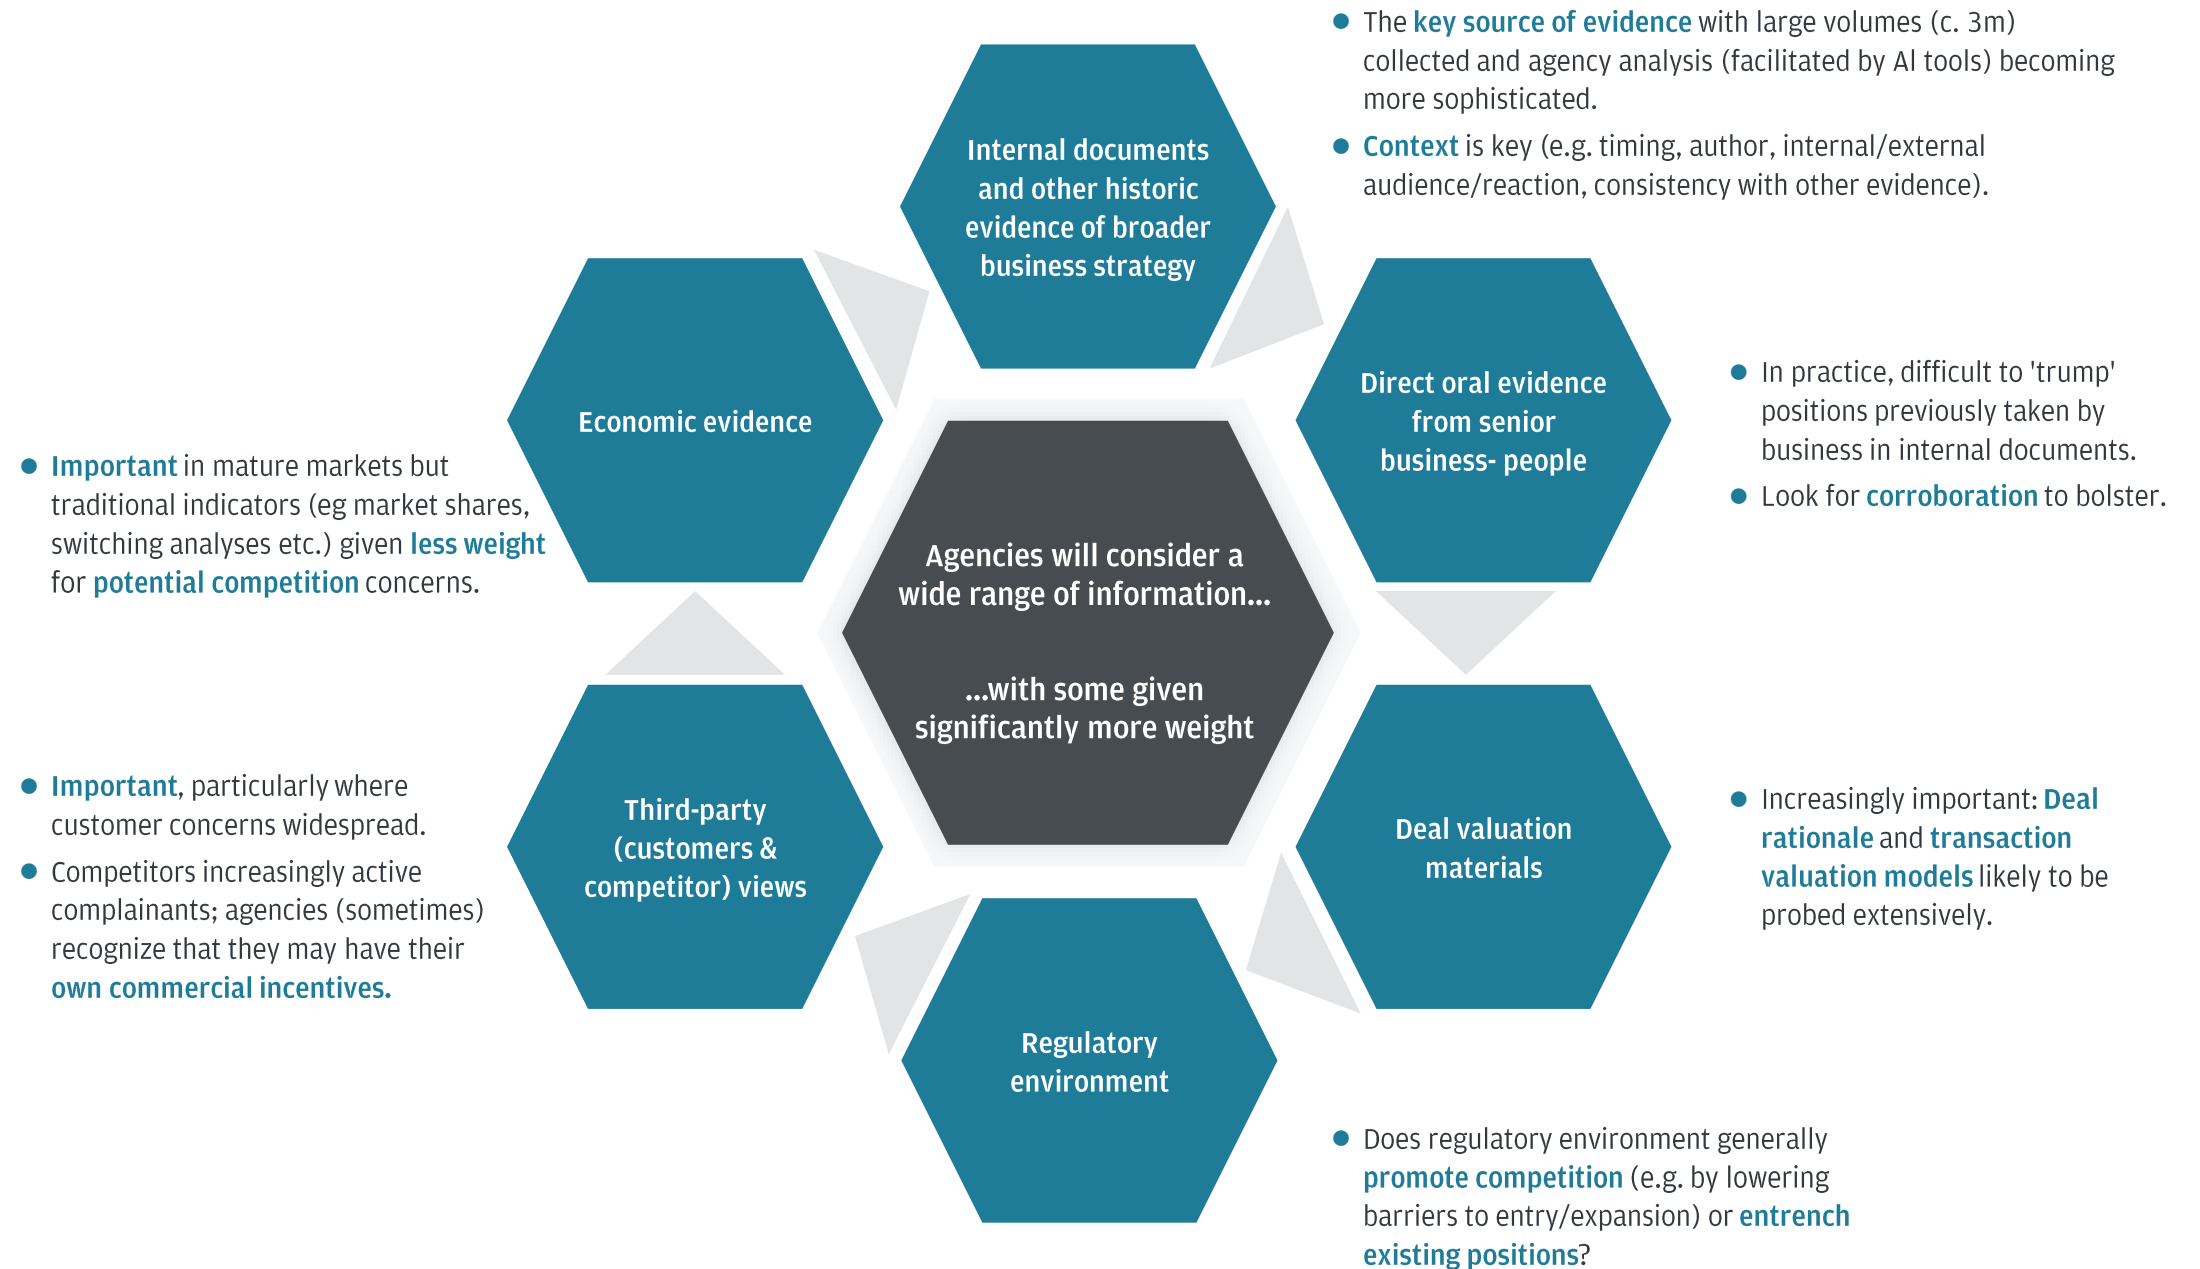 The key source of evidence with large volumes (c. 3m)
collected and agency analysis (facilitated by AI tools) becoming
more sophisticated.
Context is key (e.g. timing, author, internal/external
audience/reaction, consistency with other evidence).
Internal documents
and other historic
evidence of broader
business strategy
Direct oral evidence
from senior
business- people
In practice, difficult to 'trump'
positions previously taken by
business in internal documents.
Look for corroboration to bolster.
Economic evidence
Important in mature markets but
traditional indicators (eg market shares,
switching analyses etc.) given less weight
for potential competition concerns.
Agencies will consider a
wide range of information...
...with some given
significantly more weight
Deal valuation
materials
Increasingly important: Deal
rationale and transaction
valuation models likely to be
probed extensively.
Third-party
(customers &
competitor) views
Important, particularly where
customer concerns widespread.
Competitors increasingly active
complainants; agencies (sometimes)
recognize that they may have their
own commercial incentives.
Regulatory
environment
Does regulatory environment generally
promote competition (e.g. by lowering
barriers to entry/expansion) or entrench
existing positions?